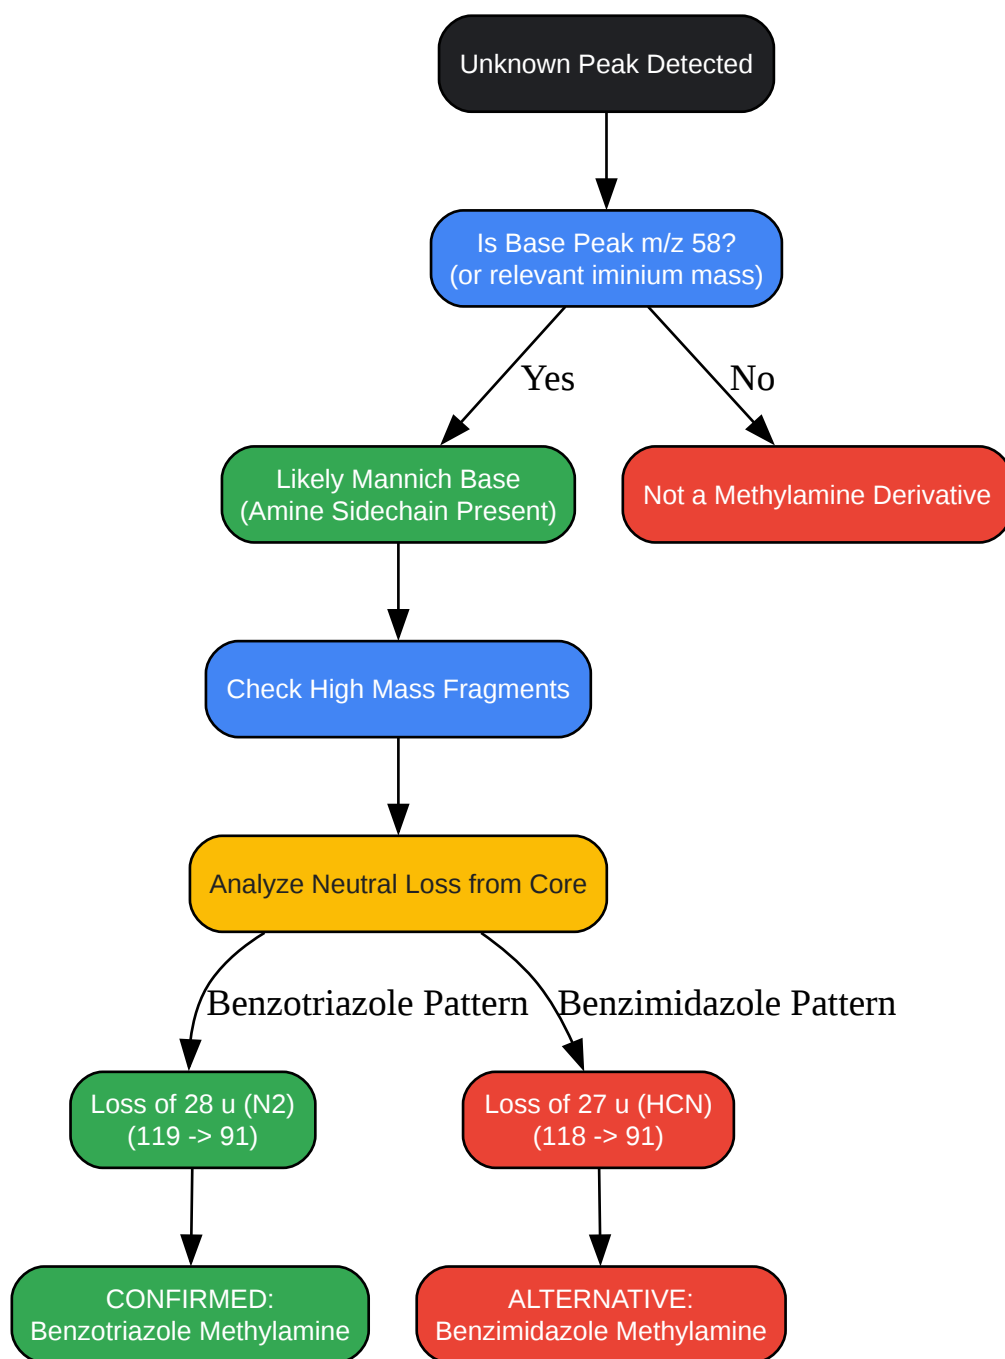 Unknown Peak Detected
Is Base Peak m/z 58?
(or relevant iminium mass)
Yes
No
Likely Mannich Base
(Amine Sidechain Present)
Not a Methylamine Derivative
Check High Mass Fragments
Analyze Neutral Loss from Core
Benzotriazole Pattern
Benzimidazole Pattern
Loss of 28 u (N2)
(119 -> 91)
Loss of 27 u (HCN)
(118 -> 91)
CONFIRMED:
Benzotriazole Methylamine
ALTERNATIVE:
Benzimidazole Methylamine